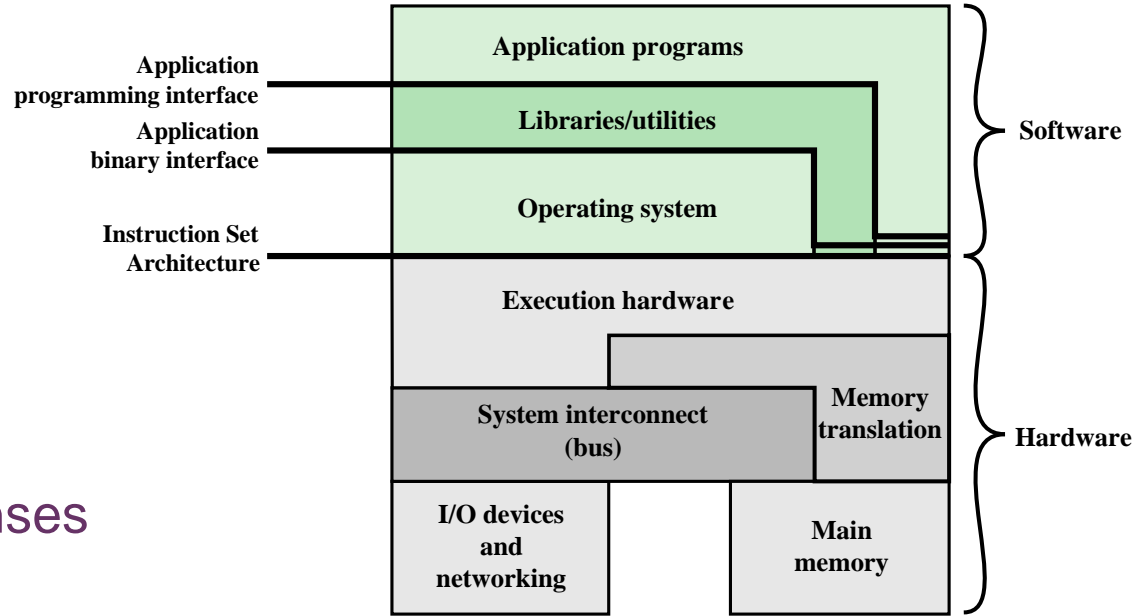 Application programs
Application
programming interface
Libraries/utilities
Software
Application
binary interface
Operating system
Instruction Set
Architecture
Execution hardware
Memory
translation
System interconnect
(bus)
Hardware
I/O devices
and
networking
Main
memory